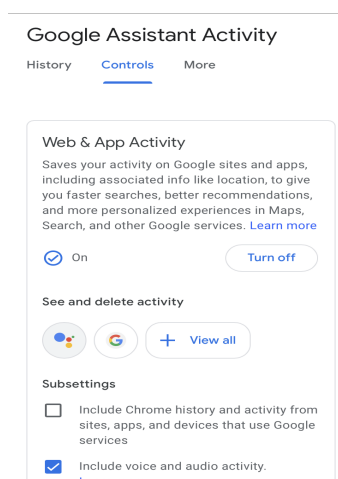 Google Assistant Activity
History Controls More
Web & App Activity
Saves your activity on Google sites and apps,
including associated info like location, to give
you faster searches, better recommendations,
and more personalized experiences in Maps,
Search, and other Google services. Learn more
On Turn off
See and delete activity
G + View all
Subsettings
Include Chrome history and activity from
sites, apps, and devices that use Google
services
Include voice and audio activity.